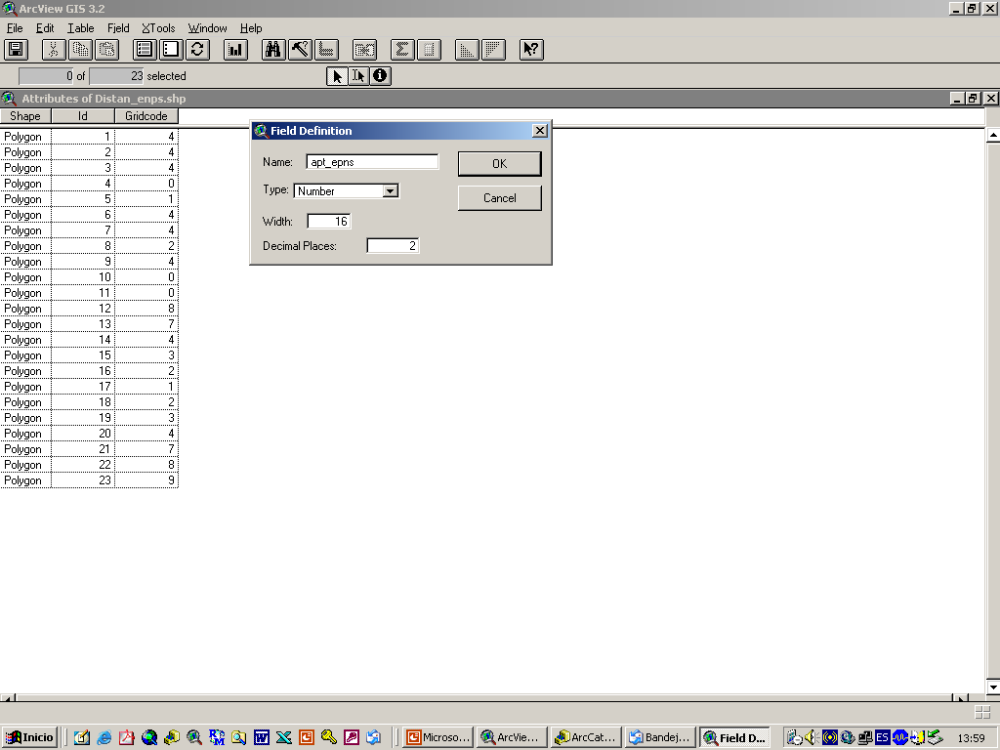 ArcView GIS 3.2
File Edit Table Field XTools Window Help
0 of 23 selected
Attributes of Distan_enps.shp
Shape Id Gridcode
Polygon 1 4
Polygon 2 4
Polygon 3 4
Polygon 4 0
Polygon 5 1
Polygon 6 4
Polygon 7 4
Polygon 8 2
Polygon 9 4
Polygon 10 0
Polygon 11 0
Polygon 12 8
Polygon 13 7
Polygon 14 4
Polygon 15 3
Polygon 16 2
Polygon 17 1
Polygon 18 2
Polygon 19 3
Polygon 20 4
Polygon 21 7
Polygon 22 8
Polygon 23 9
Field Definition
Name: apt_epns
OK
Type: Number
Cancel
Width: 16
Decimal Places: 2
Inicio Microso... ArcVie... ArcCat... Bandej... Field D... ES 13:59